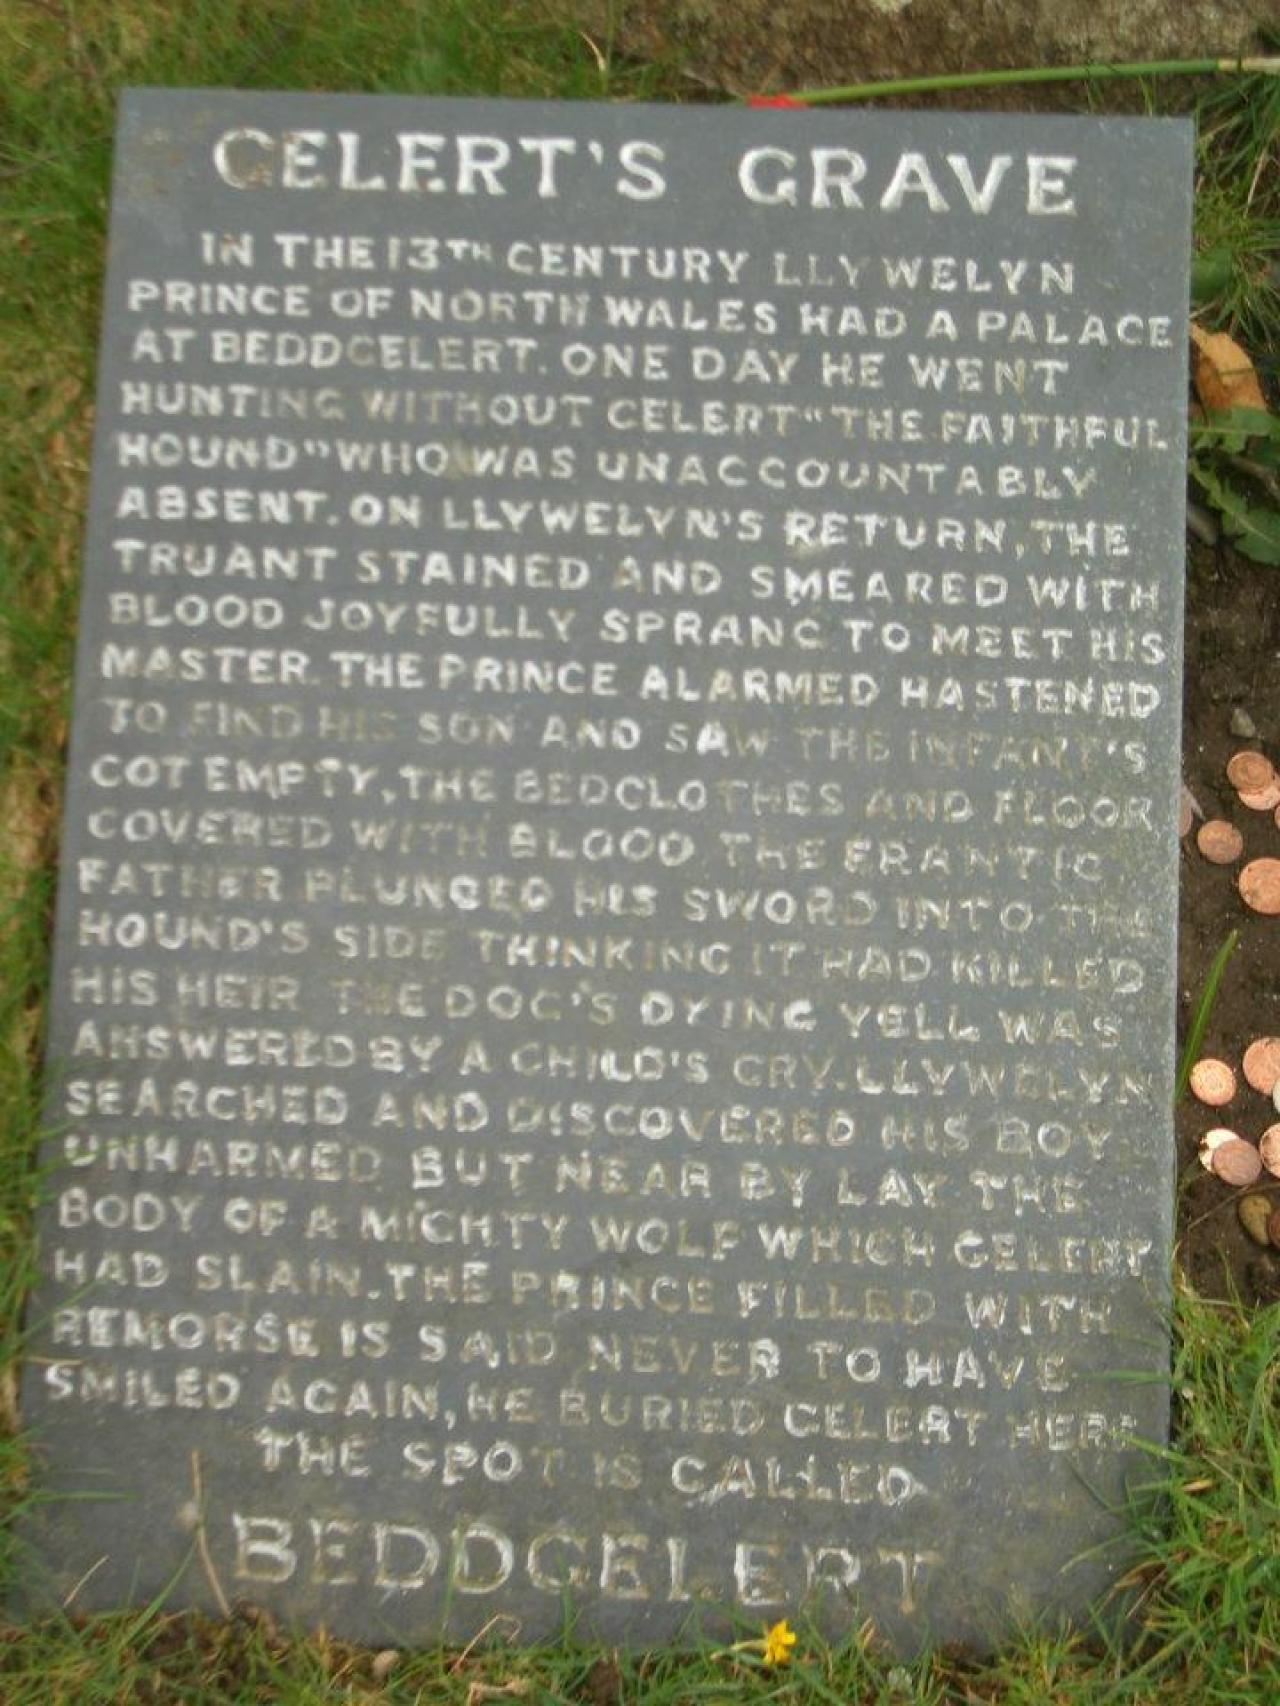 GELERT'S GRAVE
IN THE 13TH CENTURY LLYWELYN
PRINCE OF NORTH WALES HAD A PALACE
AT BEDDGELERT. ONE DAY HE WENT
HUNTING WITHOUT GELERT "THE FAITHFUL
HOUND" WHO WAS UNACCOUNTABLY
ABSENT. ON LLYWELYN'S RETURN, THE
TRUANT STAINED AND SMEARED WITH
BLOOD JOYFULLY SPRANG TO MEET HIS
MASTER. THE PRINCE ALARMED HASTENED
TO FIND HIS SON AND SAW THE INFANT'S
COT EMPTY, THE BEDCLOTHES AND FLOOR
COVERED WITH BLOOD THE FRANTIC
FATHER PLUNGED HIS SWORD INTO THE
HOUND'S SIDE THINKING IT HAD KILLED
HIS HEIR THE DOG'S DYING YELL WAS
ANSWERED BY A CHILD'S CRY. LLYWELYN
SEARCHED AND DISCOVERED HIS BOY
UNHARMED BUT NEAR BY LAY THE
BODY OF A MIGHTY WOLF WHICH GELERT
HAD SLAIN. THE PRINCE FILLED WITH
REMORSE IS SAID NEVER TO HAVE
SMILED AGAIN, HE BURIED GELERT HERE
THE SPOT IS CALLED
BEDDGELERT